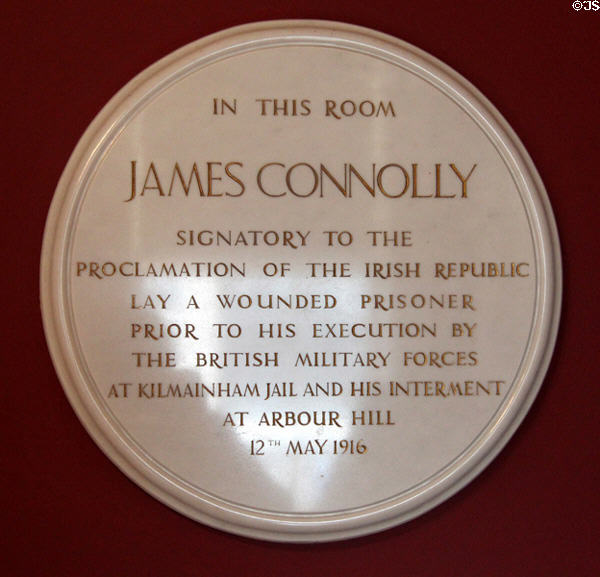 ©JS
IN THIS ROOM
JAMES CONNOLLY
SIGNATORY TO THE
PROCLAMATION OF THE IRISH REPUBLIC
LAY A WOUNDED PRISONER
PRIOR TO HIS EXECUTION BY
THE BRITISH MILITARY FORCES
AT KILMAINHAM JAIL AND HIS INTERMENT
AT ARBOUR HILL
12TH MAY 1916